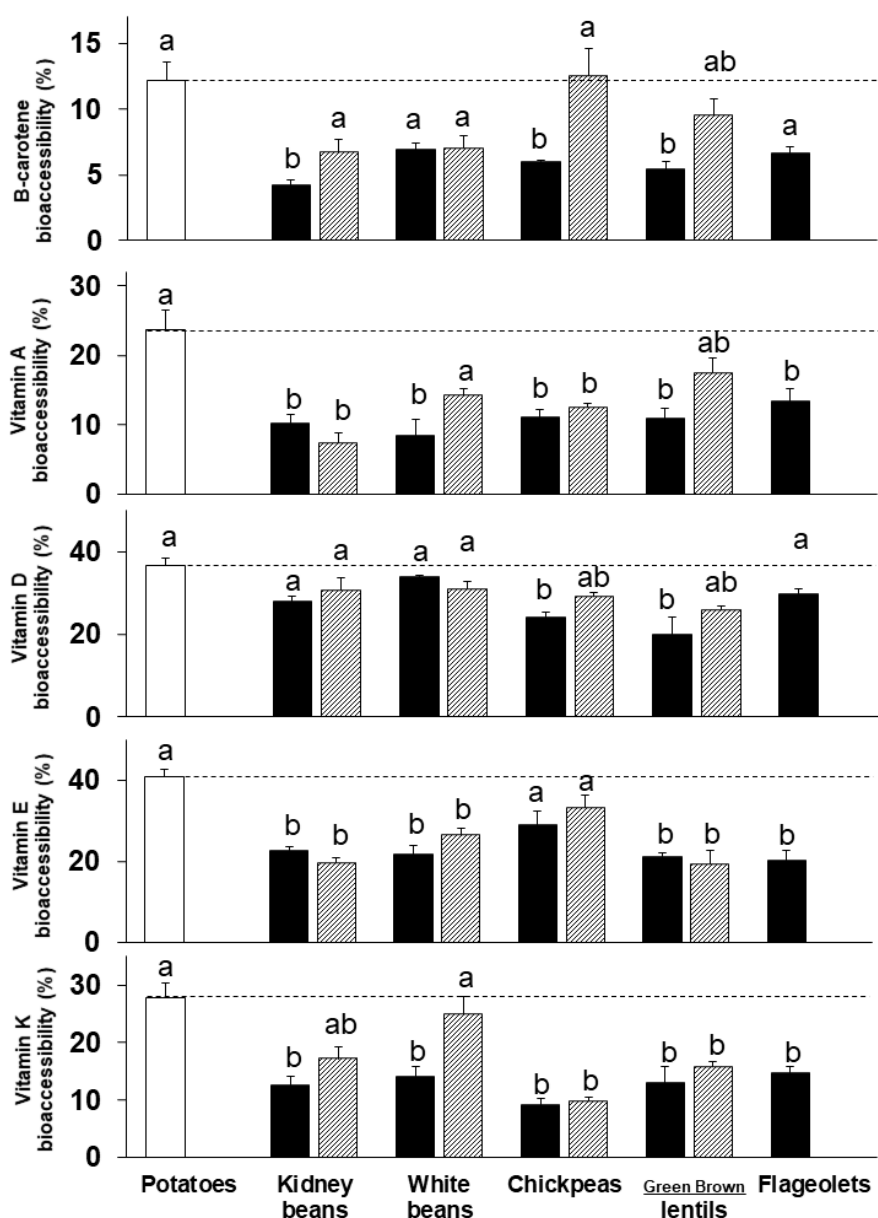 B-carotene
bioaccessibility (%)
15
10
5
0
a
b
a
a
a
b
a
b
ab
a
Vitamin A
bioaccessibility (%)
30
20
10
0
a
b
b
b
a
b
b
b
ab
b
Vitamin D
bioaccessibility (%)
40
20
0
a
a
a
a
a
b
ab
b
ab
a
Vitamin E
bioaccessibility (%)
40
20
0
a
b
b
b
b
a
a
b
b
b
Vitamin K
bioaccessibility (%)
30
20
10
0
a
b
ab
b
a
b
b
b
b
b
Potatoes
Kidney
beans
White
beans
Chickpeas
Green Brown
lentils
Flageolets